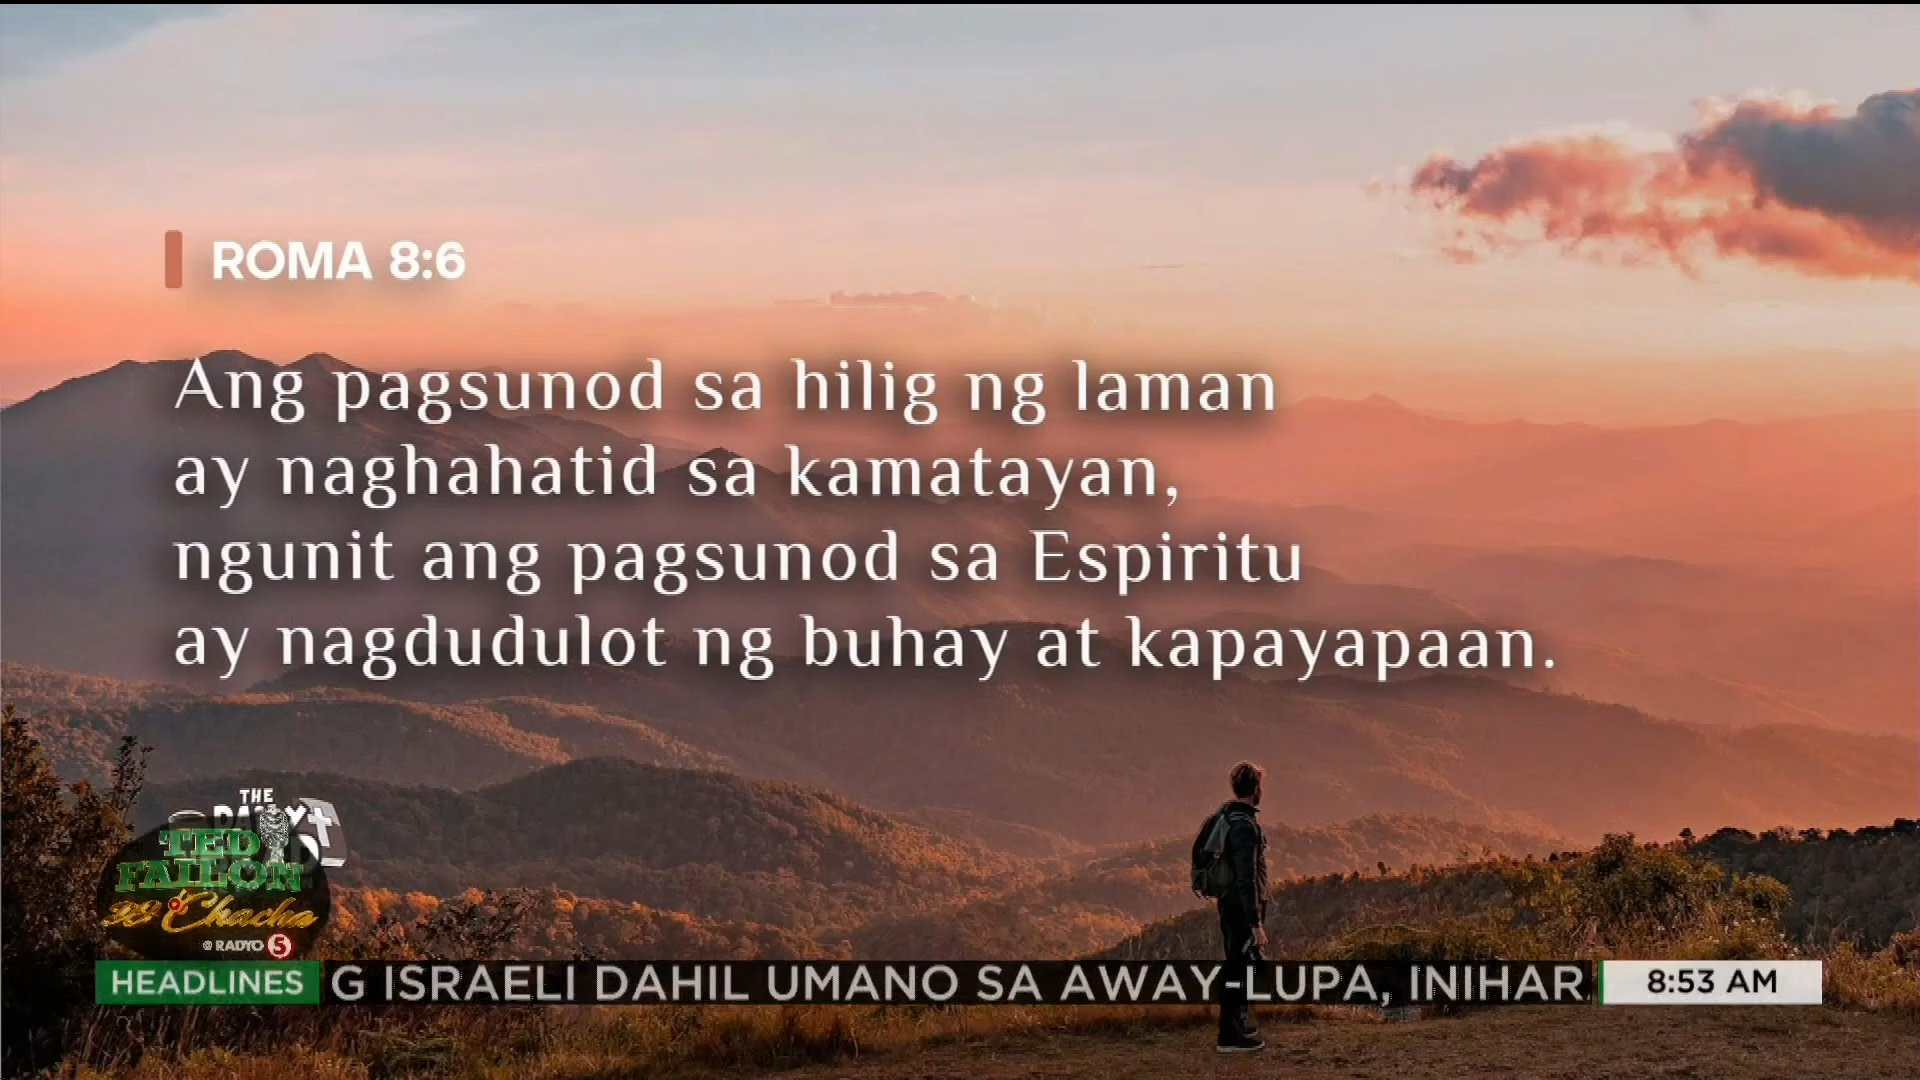 ROMA 8:6
Ang pagsunod sa hilig ng laman
ay naghahatid sa kamatayan,
ngunit ang pagsunod sa Espiritu
ay nagdudulot ng buhay at kapayapaan.
THE
TED
FAILON
Chacha
@ RADYO 5
HEADLINES G ISRAELI DAHIL UMANO SA AWAY-LUPA, INIHAR 8:53 AM